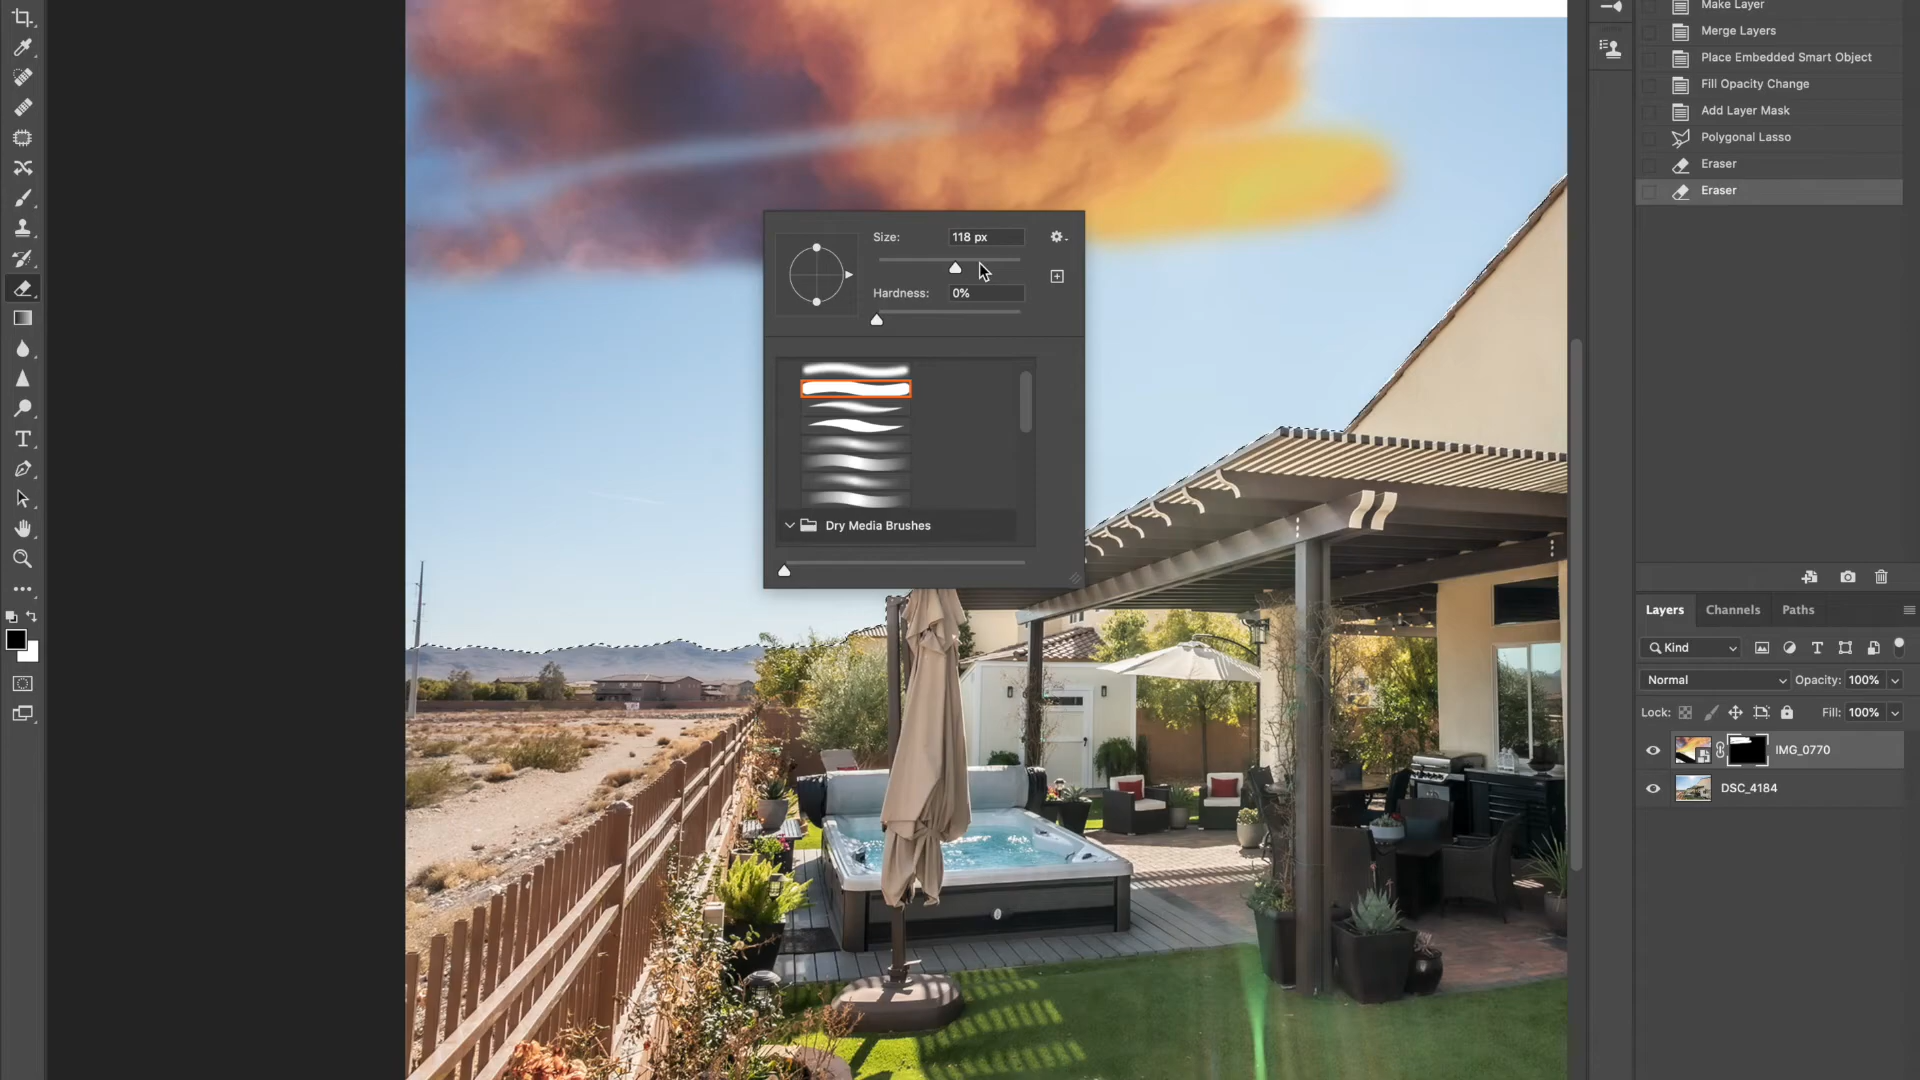 Make Layer
Merge Layers
Place Embedded Smart Object
Fill Opacity Change
Add Layer Mask
Polygonal Lasso
Eraser
Eraser
Size:
118 px
Hardness:
0%
Dry Media Brushes
Layers
Channels
Paths
Kind
Normal
Opacity:
100%
Lock:
Fill:
100%
IMG_0770
DSC_4184